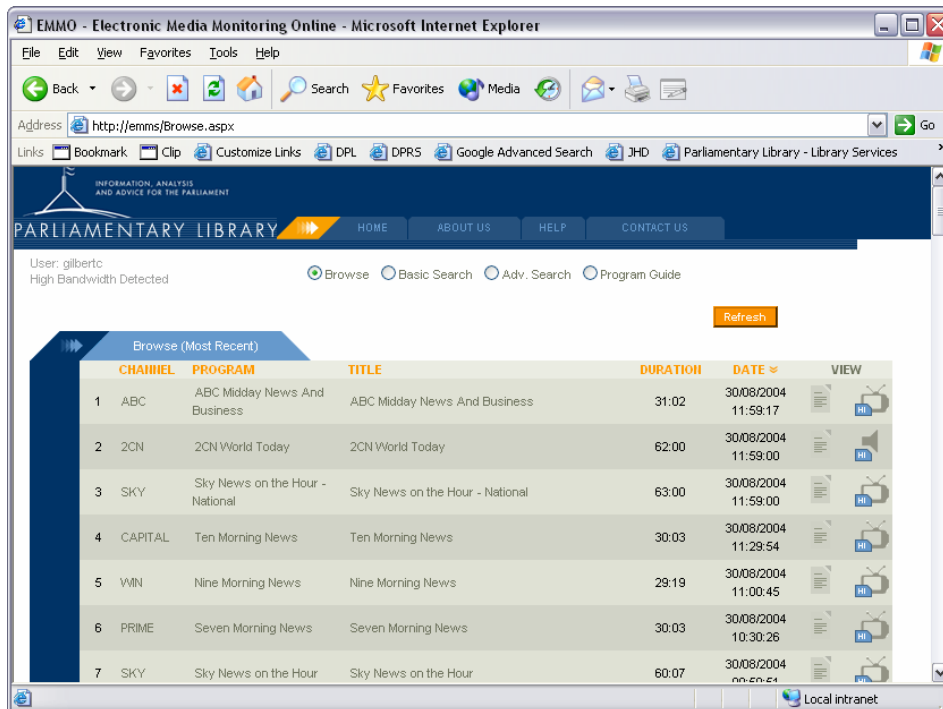 EMMO - Electronic Media Monitoring Online - Microsoft Internet Explorer
File Edit View Favorites Tools Help
Back Search Favorites Media
Address http://emms/Browse.aspx Go
Links Bookmark Clip Customize Links DPL DPRS Google Advanced Search JHD Parliamentary Library - Library Services
INFORMATION, ANALYSIS
AND ADVICE FOR THE PARLIAMENT
PARLIAMENTARY LIBRARY HOME ABOUT US HELP CONTACT US
User: gilbertc
High Bandwidth Detected
Browse Basic Search Adv. Search Program Guide
Refresh
Browse (Most Recent)
CHANNEL PROGRAM TITLE DURATION DATE VIEW
1 ABC ABC Midday News And Business ABC Midday News And Business 31:02 30/08/2004 11:59:17 HI
2 2CN 2CN World Today 2CN World Today 62:00 30/08/2004 11:59:00 HI
3 SKY Sky News on the Hour - National Sky News on the Hour - National 63:00 30/08/2004 11:59:00 HI
4 CAPITAL Ten Morning News Ten Morning News 30:03 30/08/2004 11:29:54 HI
5 WIN Nine Morning News Nine Morning News 29:19 30/08/2004 11:00:45 HI
6 PRIME Seven Morning News Seven Morning News 30:03 30/08/2004 10:30:26 HI
7 SKY Sky News on the Hour Sky News on the Hour 60:07 30/08/2004 HI
Local intranet